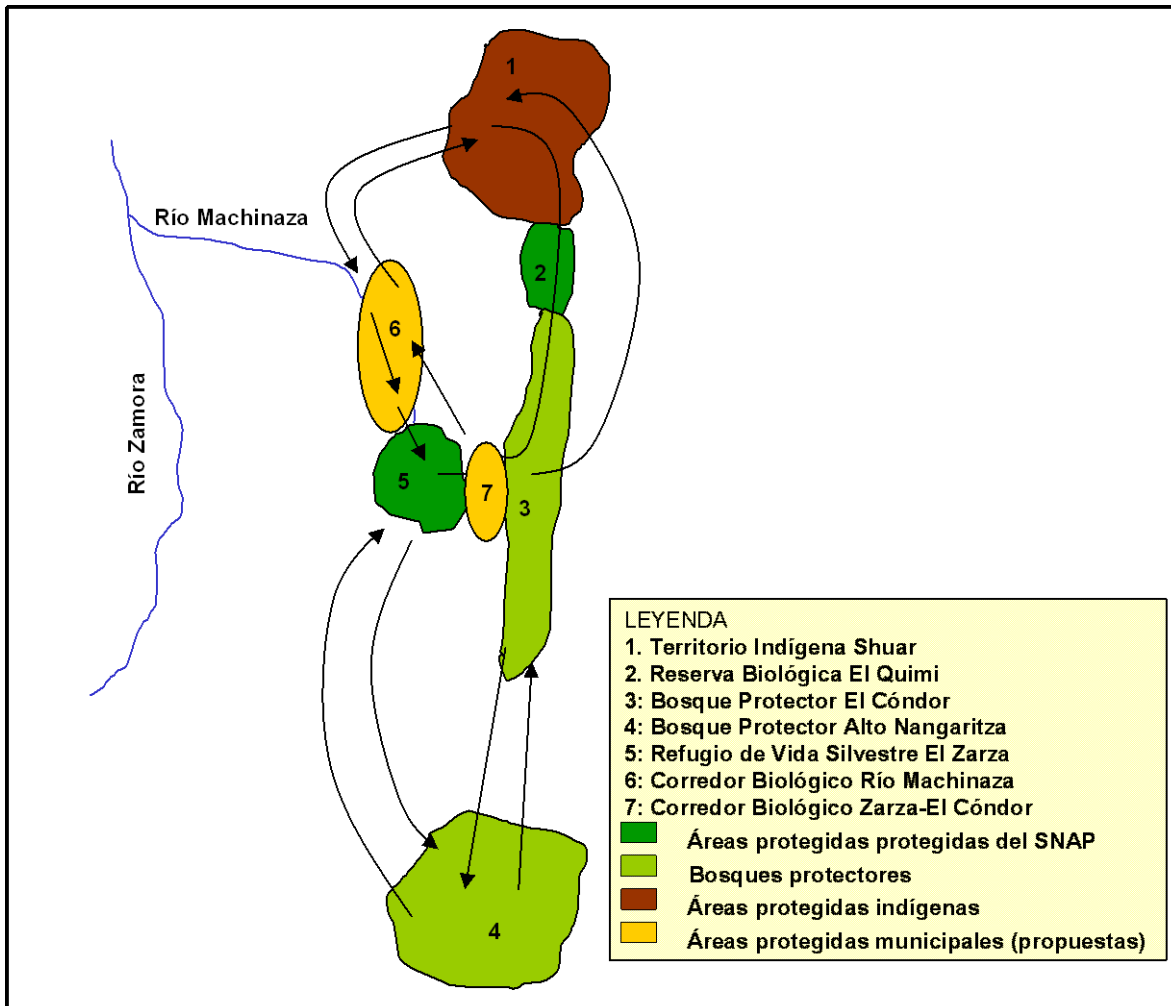 1
Río Machinaza
2
6
Río Zamora
5
7
3
4
LEYENDA
1. Territorio Indígena Shuar
2. Reserva Biológica El Quimi
3: Bosque Protector El Cóndor
4: Bosque Protector Alto Nangaritza
5: Refugio de Vida Silvestre El Zarza
6: Corredor Biológico Río Machinaza
7: Corredor Biológico Zarza-El Cóndor
Áreas protegidas protegidas del SNAP
Bosques protectores
Áreas protegidas indígenas
Áreas protegidas municipales (propuestas)